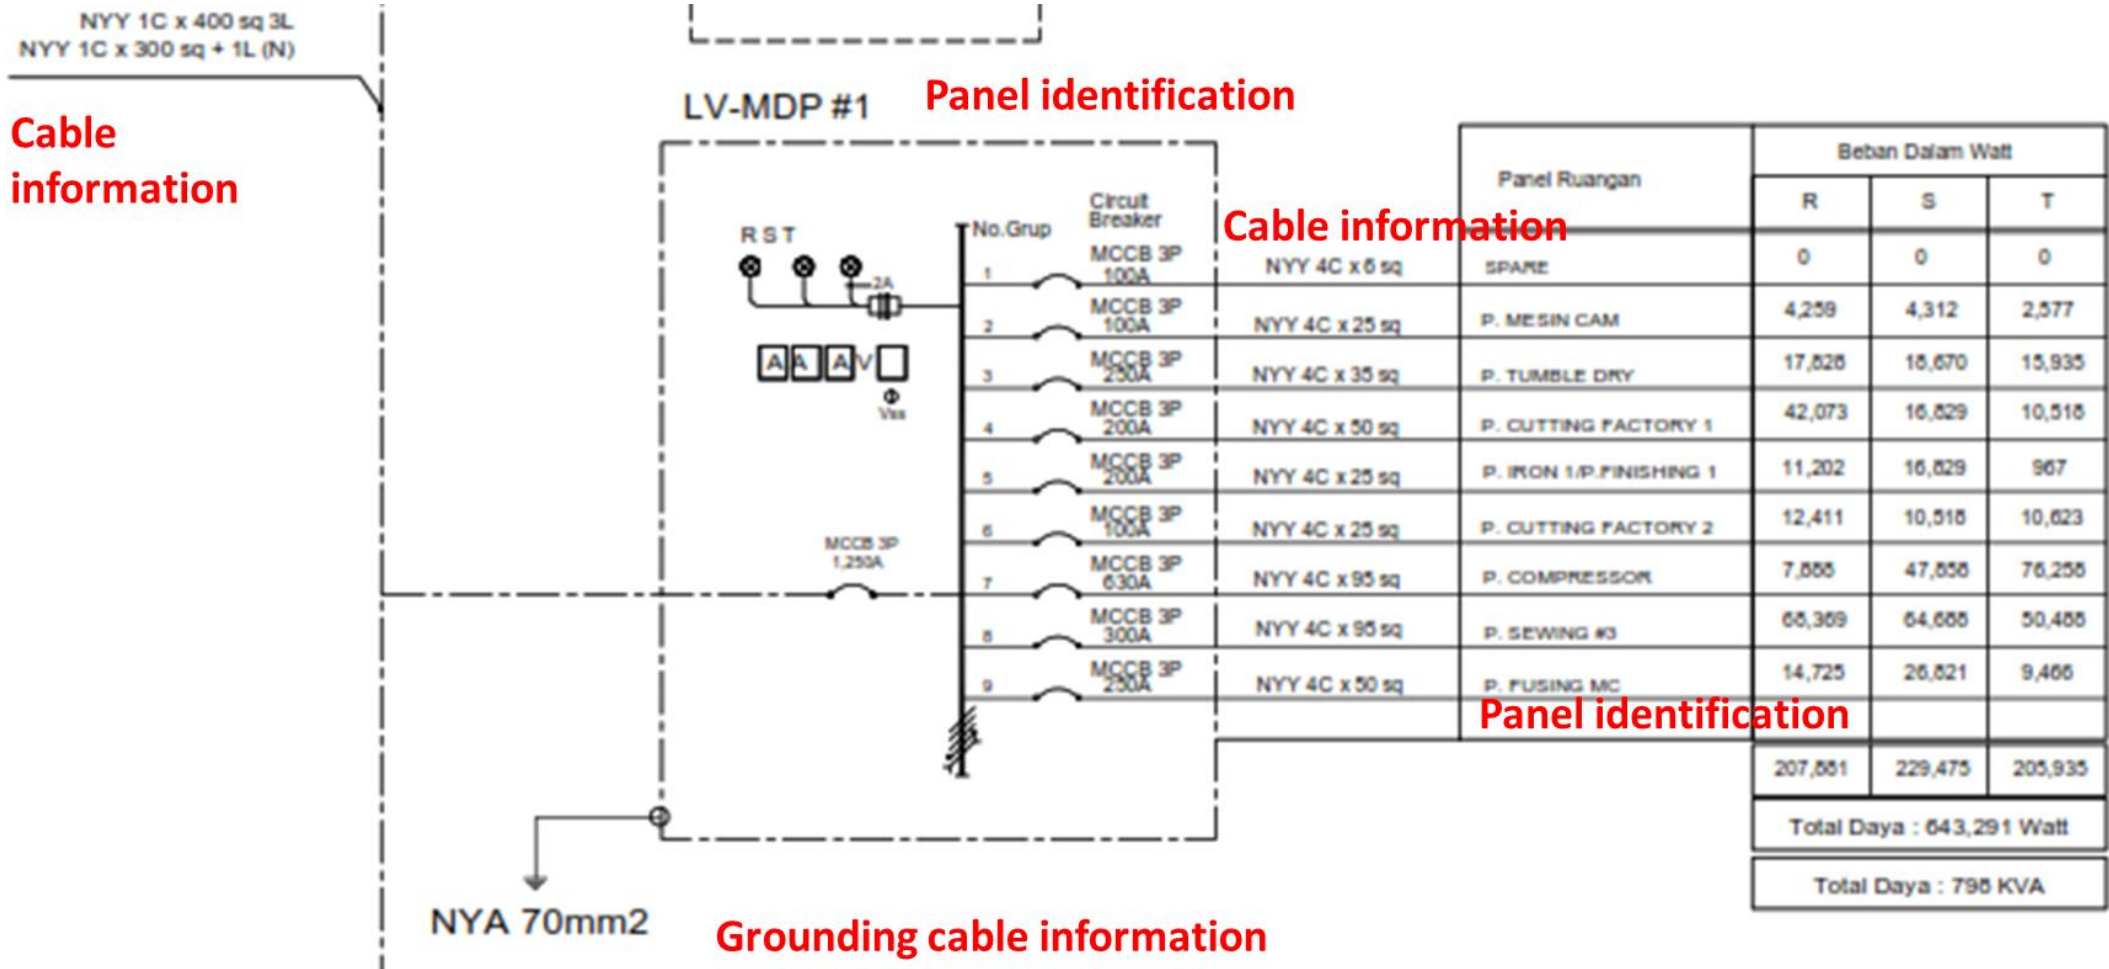 NYY 1C x 400 sq 3L
NYY 1C x 300 sq + 1L (N)
Cable
information
LV-MDP #1
Panel identification
R S T
2A
A A A V
No.Grup
Circuit
Breaker
Cable information
Panel Ruangan
Beban Dalam Watt
R S T
1 MCCB 3P 100A NYY 4C x 6 sq SPARE 0 0 0
2 MCCB 3P 100A NYY 4C x 25 sq P. MESIN CAM 4,259 4,312 2,577
3 MCCB 3P 250A NYY 4C x 35 sq P. TUMBLE DRY 17,828 18,670 15,935
4 MCCB 3P 200A NYY 4C x 50 sq P. CUTTING FACTORY 1 42,073 16,829 10,518
5 MCCB 3P 200A NYY 4C x 25 sq P. IRON 1/P.FINISHING 1 11,202 16,829 967
6 MCCB 3P 100A NYY 4C x 25 sq P. CUTTING FACTORY 2 12,411 10,518 10,623
7 MCCB 3P 630A NYY 4C x 95 sq P. COMPRESSOR 47,858 76,258
8 MCCB 3P 300A NYY 4C x 95 sq P. SEWING #3 68,369 64,688 50,488
9 MCCB 3P 250A NYY 4C x 50 sq P. FUSING MC 14,725 26,821 9,466
MCCB 3P
1,250A
Panel identification
207,881 229,475 205,935
Total Daya : 643,291 Watt
Total Daya : 798 KVA
NYA 70mm2
Grounding cable information